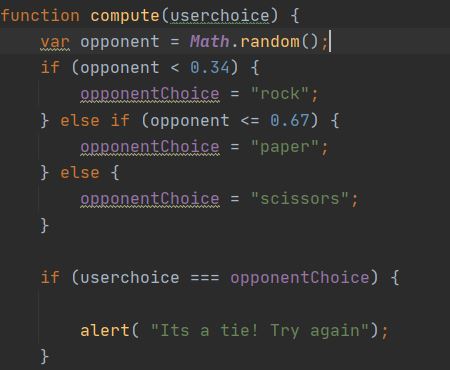 function compute(userchoice) {
var opponent = Math.random();
if (opponent < 0.34) {
opponentChoice = "rock";
} else if (opponent <= 0.67) {
opponentChoice = "paper";
} else {
opponentChoice = "scissors";
}
if (userchoice === opponentChoice) {
alert( "Its a tie! Try again");
}